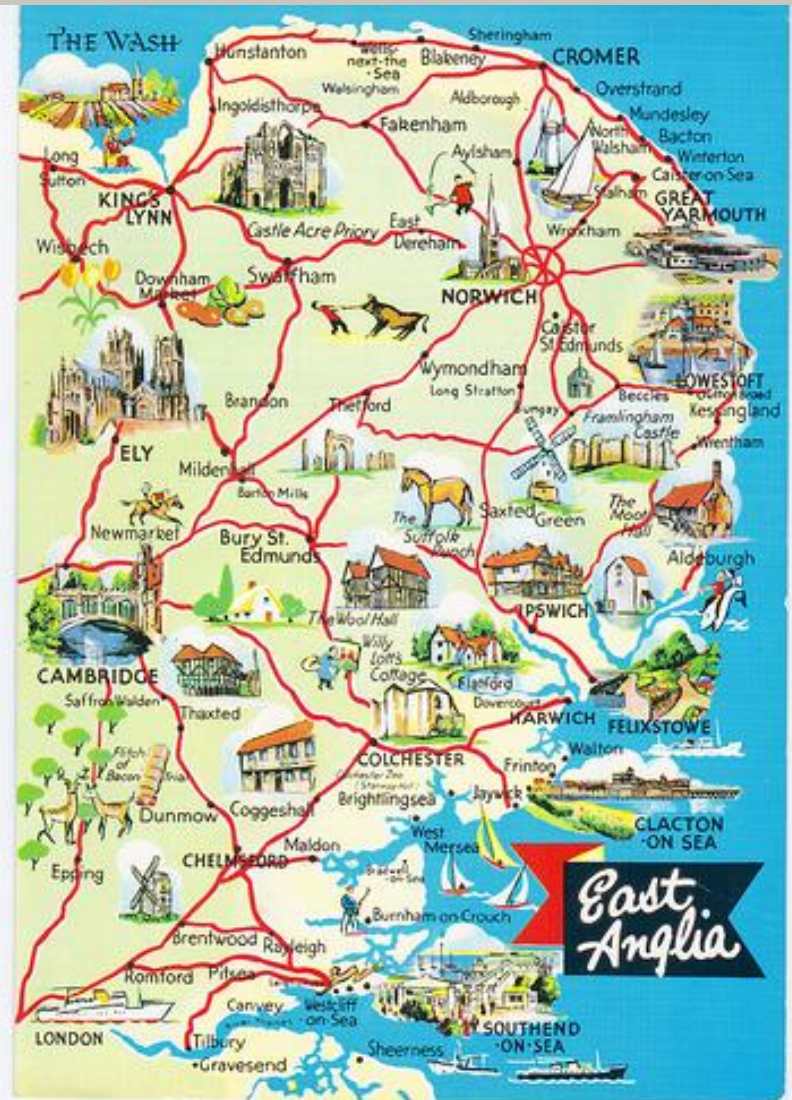 THE WASH
Hunstanton
Wells-
next-the
-Sea
Blakeney
Sheringham
CROMER
Walsingham
Ingoldisthorpe
Aldborough
Overstrand
Fakenham
Mundesley
North
Walsham
Bacton
Long
Sutton
Aylsham
Winterton
Caister-on-Sea
KING'S
LYNN
Stalham
GREAT
YARMOUTH
Castle Acre Priory
East
Dereham
Wroxham
Wisbech
Downham
Market
Swaffham
NORWICH
Caistor
St. Edmunds
Wymondham
Long Stratton
LOWESTOFT
Oulton Broad
Brandon
Thetford
Beccles
Kessingland
Bungay
Framlingham
Castle
Wrentham
ELY
Mildenhall
Barton Mills
Newmarket
The
Suffolk
Punch
Saxted
Green
The
Moot
Hall
Bury St.
Edmunds
Aldeburgh
The Wool Hall
IPSWICH
Willy
Lott's
Cottage
CAMBRIDGE
Flatford
Saffron Walden
Dovercourt
HARWICH
FELIXSTOWE
Thaxted
COLCHESTER
Walton
Flitch
of
Bacon
Trial
Colchester Zoo
(Stanway Hall)
Frinton
Brightlingsea
Jaywick
Dunmow
Coggeshall
CLACTON
-ON SEA
West
Mersea
Maldon
CHELMSFORD
Epping
Bradwell
-on-Sea
East
Anglia
Burnham-on-Crouch
Brentwood
Rayleigh
Romford
Pitsea
Canvey
Westcliff
-on-Sea
LONDON
SOUTHEND
-ON-SEA
Tilbury
Gravesend
Sheerness